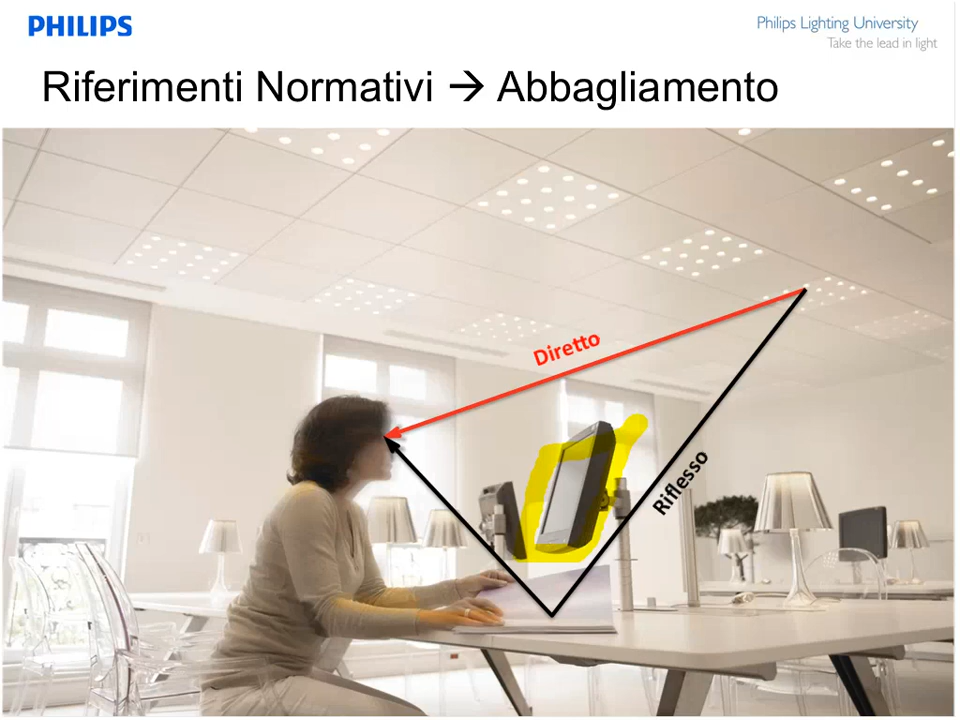 PHILIPS
Philips Lighting University
Take the lead in light
Riferimenti Normativi → Abbagliamento
Diretto
Riflesso